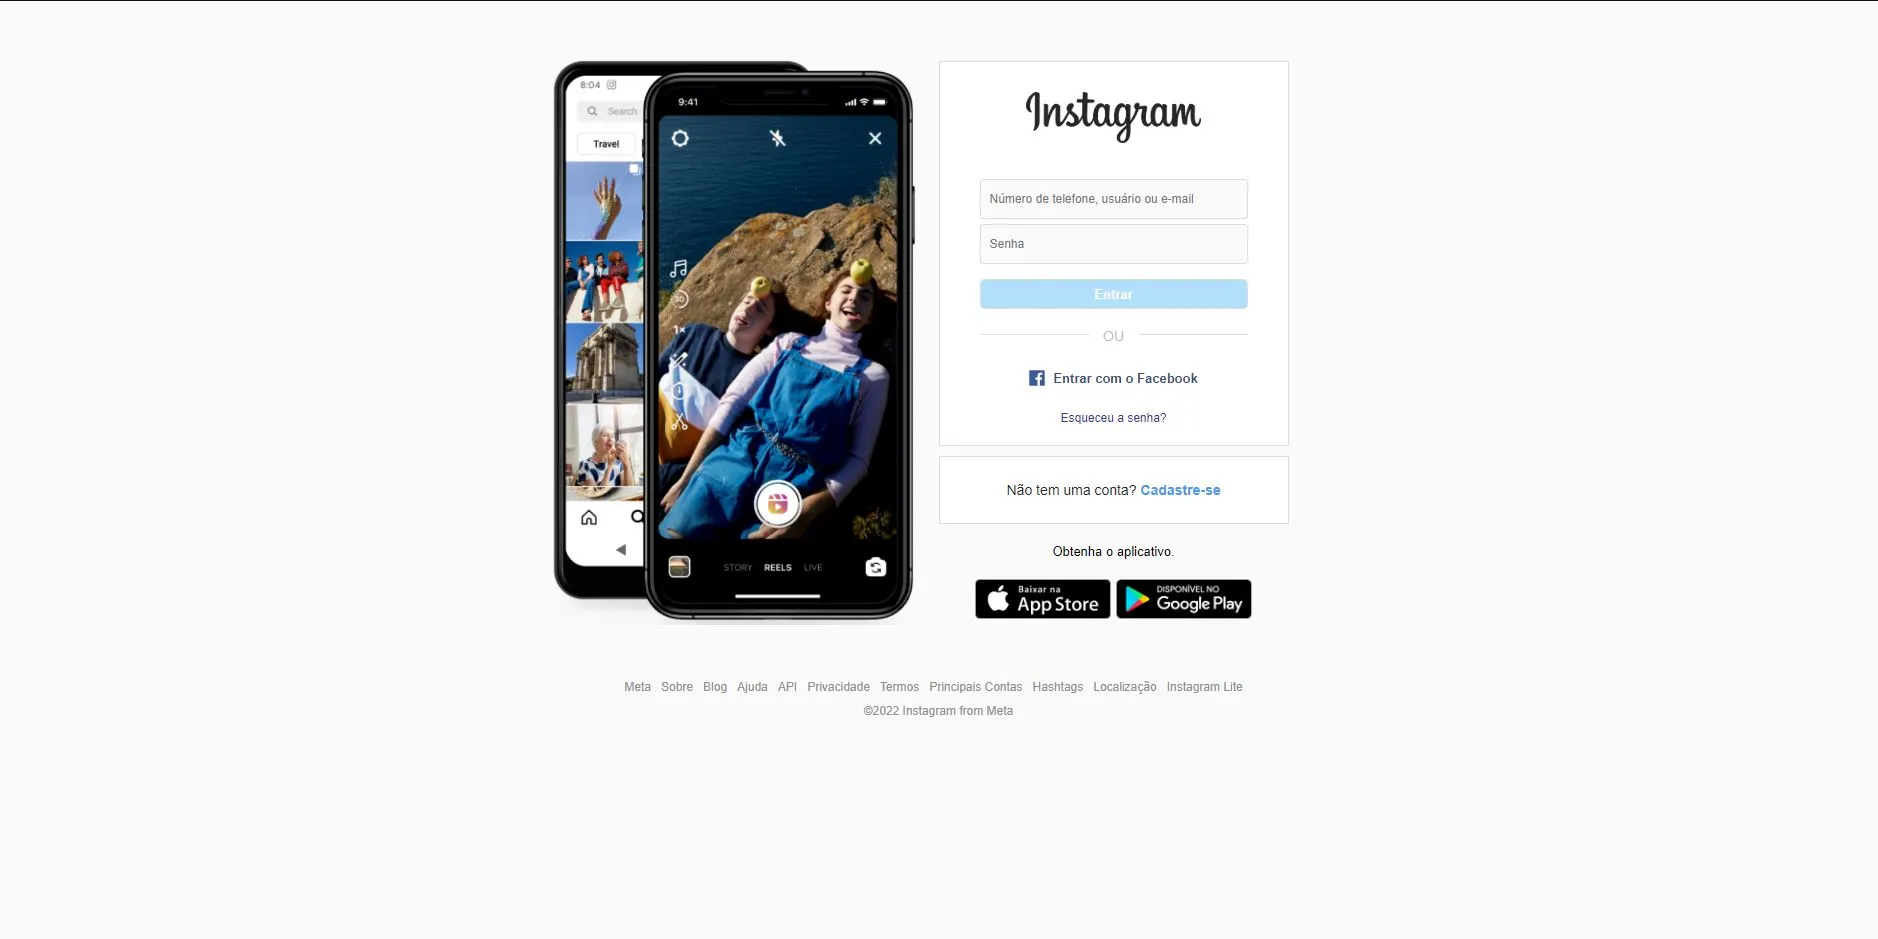 8:04
Search
Travel
9:41
30
1x
STORY REELS LIVE
Instagram
Número de telefone, usuário ou e-mail
Senha
Entrar
OU
Entrar com o Facebook
Esqueceu a senha?
Não tem uma conta? Cadastre-se
Obtenha o aplicativo.
Baixar na
App Store
DISPONÍVEL NO
Google Play
Meta Sobre Blog Ajuda API Privacidade Termos Principais Contas Hashtags Localização Instagram Lite
©2022 Instagram from Meta